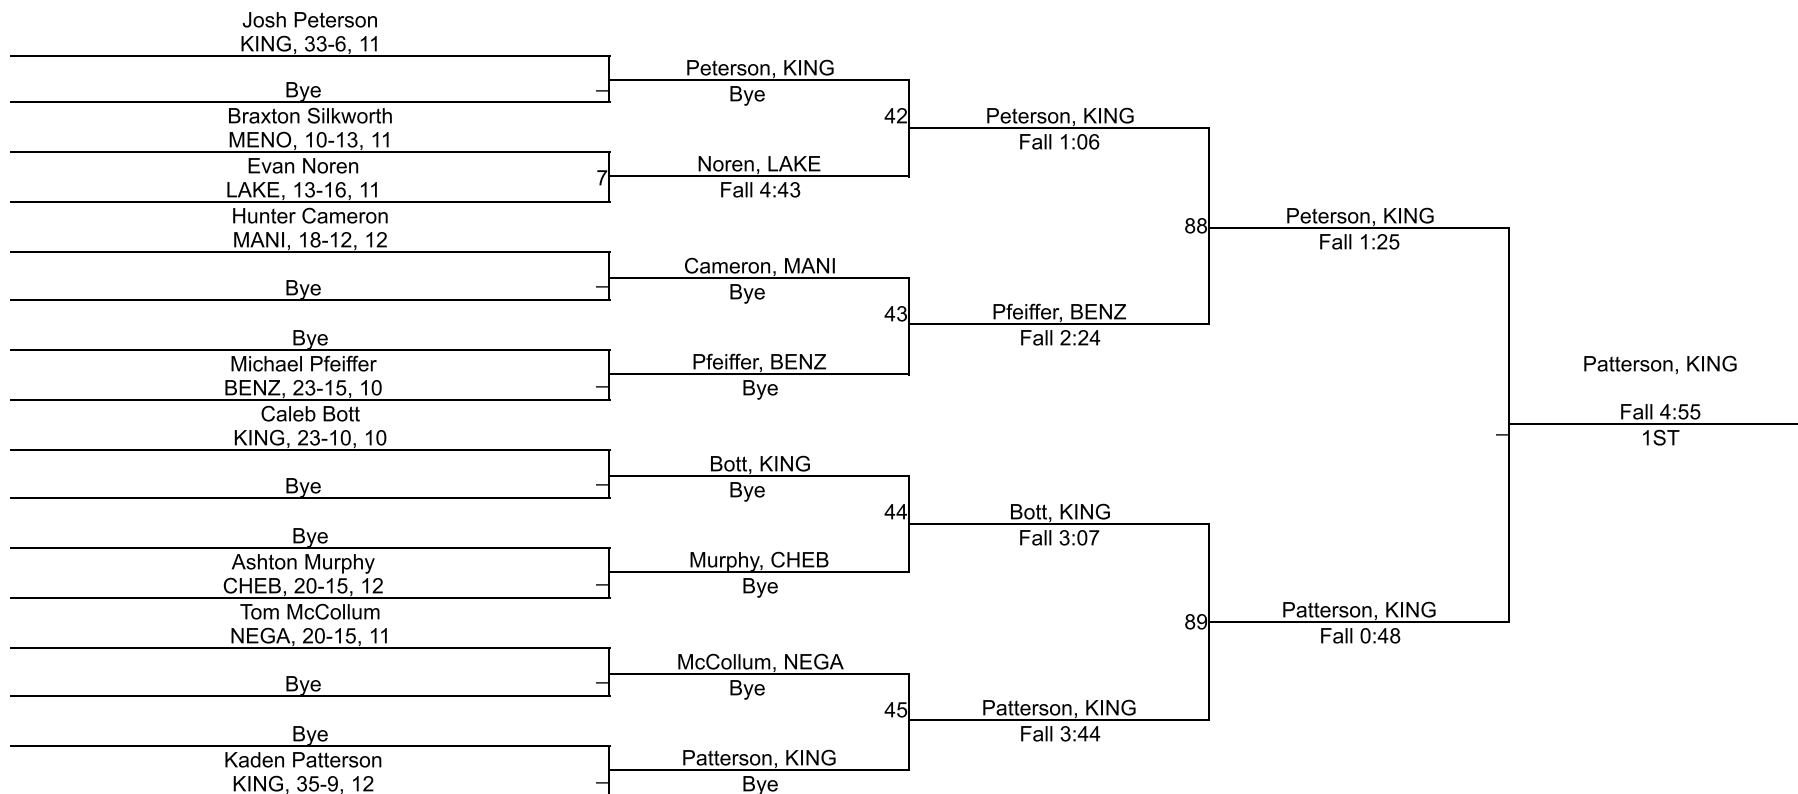 Josh Peterson
KING, 33-6, 11
Bye
Braxton Silkworth
MENO, 10-13, 11
Evan Noren
LAKE, 13-16, 11
7
Hunter Cameron
MANI, 18-12, 12
Bye
Bye
Michael Pfeiffer
BENZ, 23-15, 10
Caleb Bott
KING, 23-10, 10
Bye
Bye
Ashton Murphy
CHEB, 20-15, 12
Tom McCollum
NEGA, 20-15, 11
Bye
Bye
Kaden Patterson
KING, 35-9, 12
Peterson, KING
Bye
42
Noren, LAKE
Fall 4:43
Cameron, MANI
Bye
43
Pfeiffer, BENZ
Bye
Bott, KING
Bye
44
Murphy, CHEB
Bye
McCollum, NEGA
Bye
45
Patterson, KING
Bye
Peterson, KING
Fall 1:06
88
Pfeiffer, BENZ
Fall 2:24
Bott, KING
Fall 3:07
89
Patterson, KING
Fall 3:44
Peterson, KING
Fall 1:25
Patterson, KING
Fall 0:48
Patterson, KING
Fall 4:55
1ST